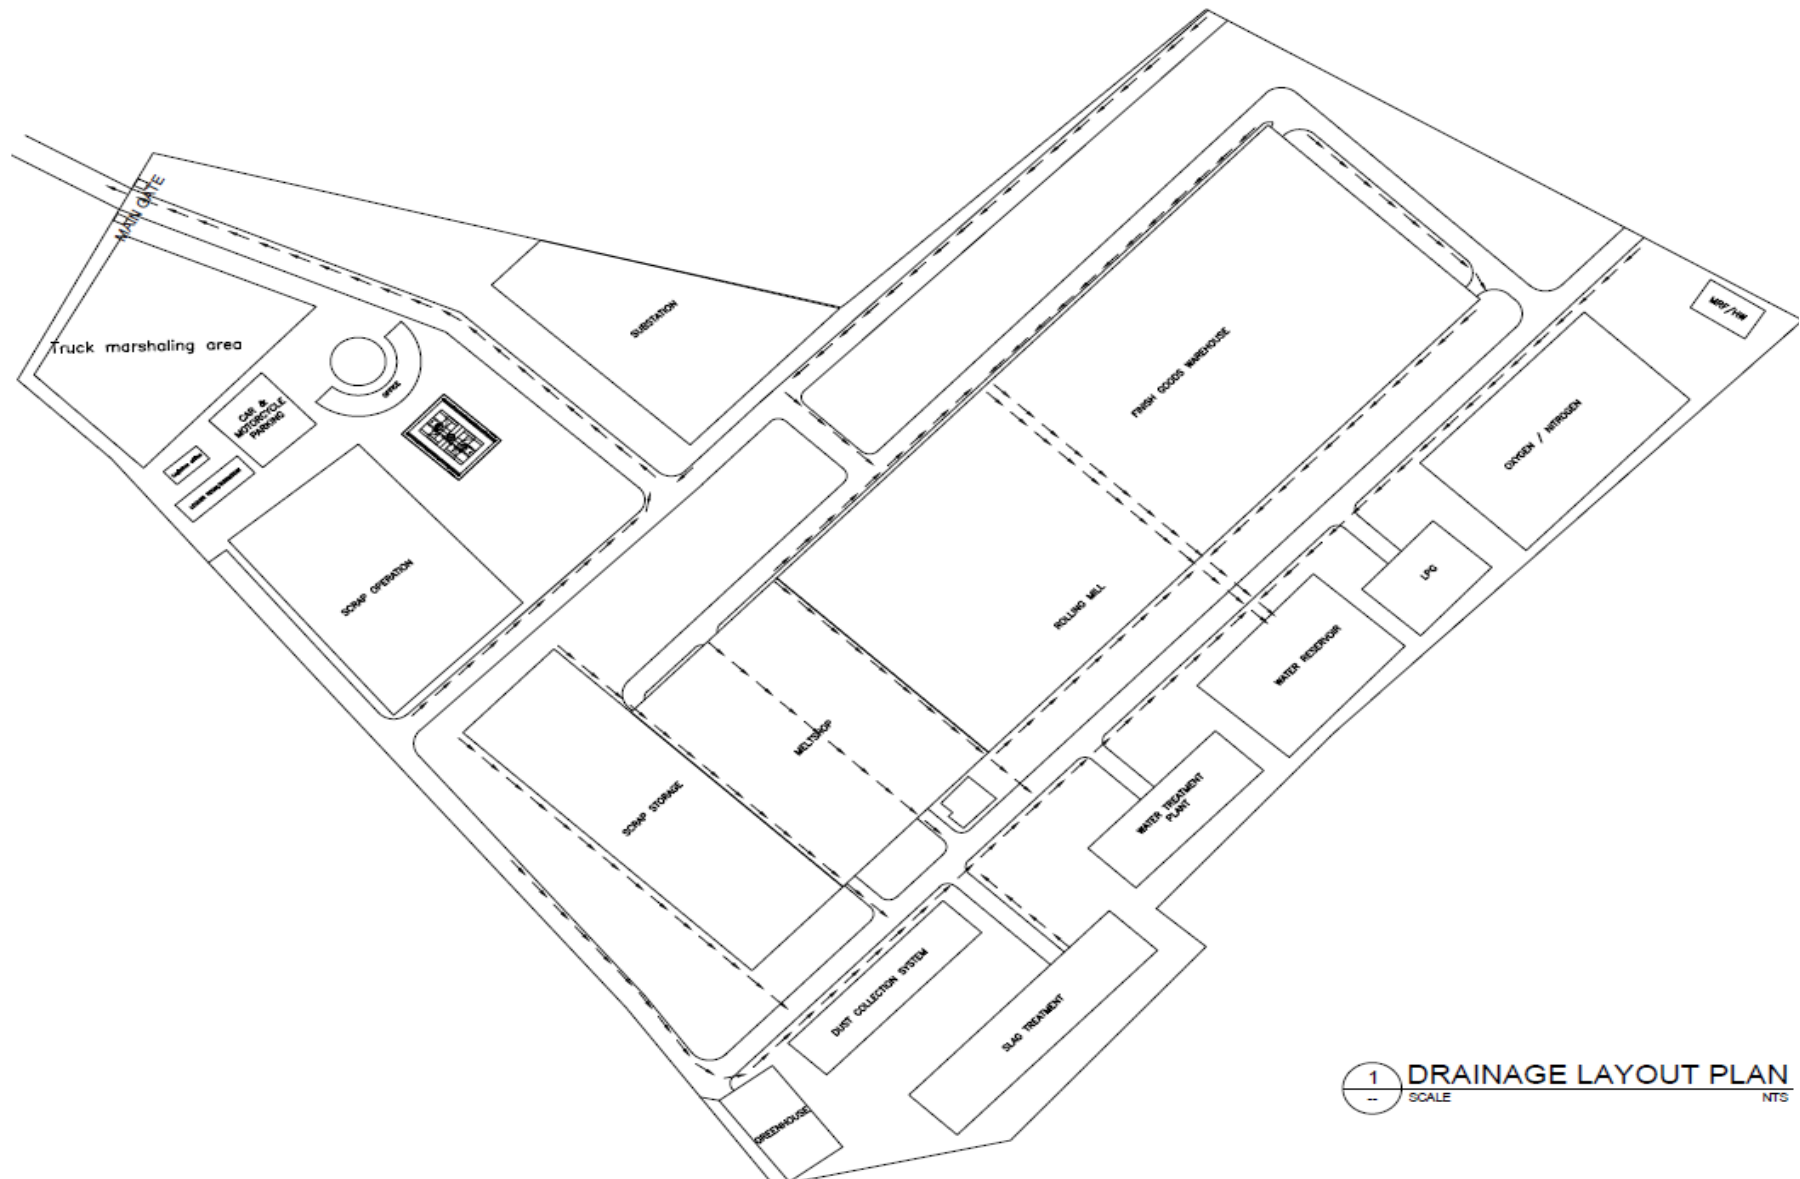 MAIN GATE
Truck marshaling area
CAR &
MOTORCYCLE
PARKING
OFFICE
SUBSTATION
SCRAP OPERATION
FINISH GOODS WAREHOUSE
MRF/HW
OXYGEN / NITROGEN
LPG
ROLLING MILL
WATER RESERVOIR
MELTSHOP
SCRAP STORAGE
WATER TREATMENT
PLANT
DUST COLLECTION SYSTEM
SLAG TREATMENT
GREENHOUSE
1
--
DRAINAGE LAYOUT PLAN
SCALE
NTS